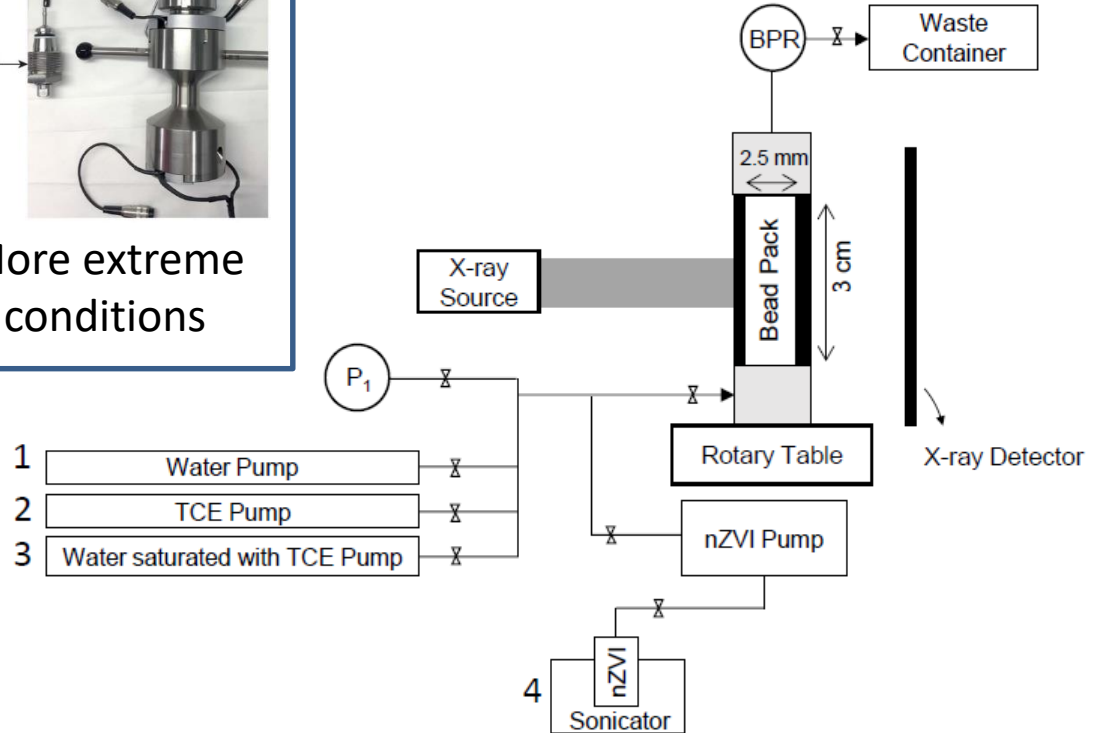 BPR
Waste
Container
2.5 mm
Bead Pack
3 cm
X-ray
Source
extreme
conditions
P1
1
Water Pump
2
TCE Pump
3
Water saturated with TCE Pump
Rotary Table
X-ray Detector
nZVI Pump
4
nZVI
Sonicator